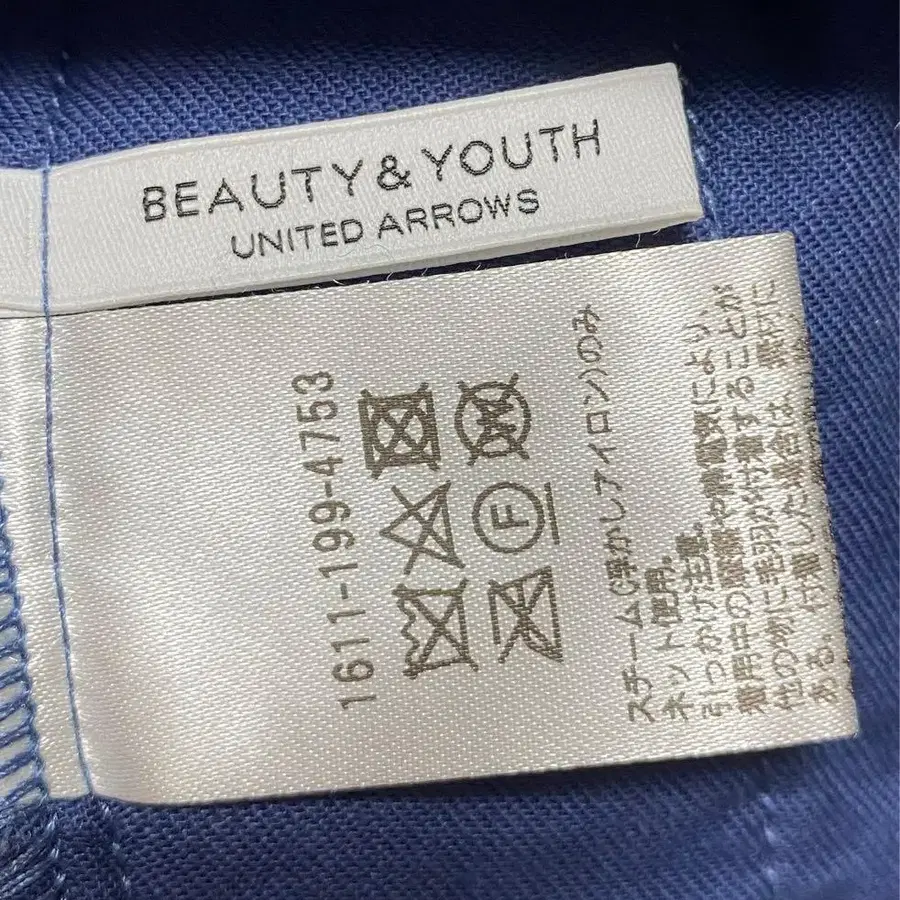 BEAUTY & YOUTH
UNITED ARROWS
1611-199-4753
F
スチーム(浮かしアイロン)のみ
ネット使用。
引っかけ注意。
着用中の摩擦や静電気により、
他の物に毛羽が付着することが
ある。付着した場合は、